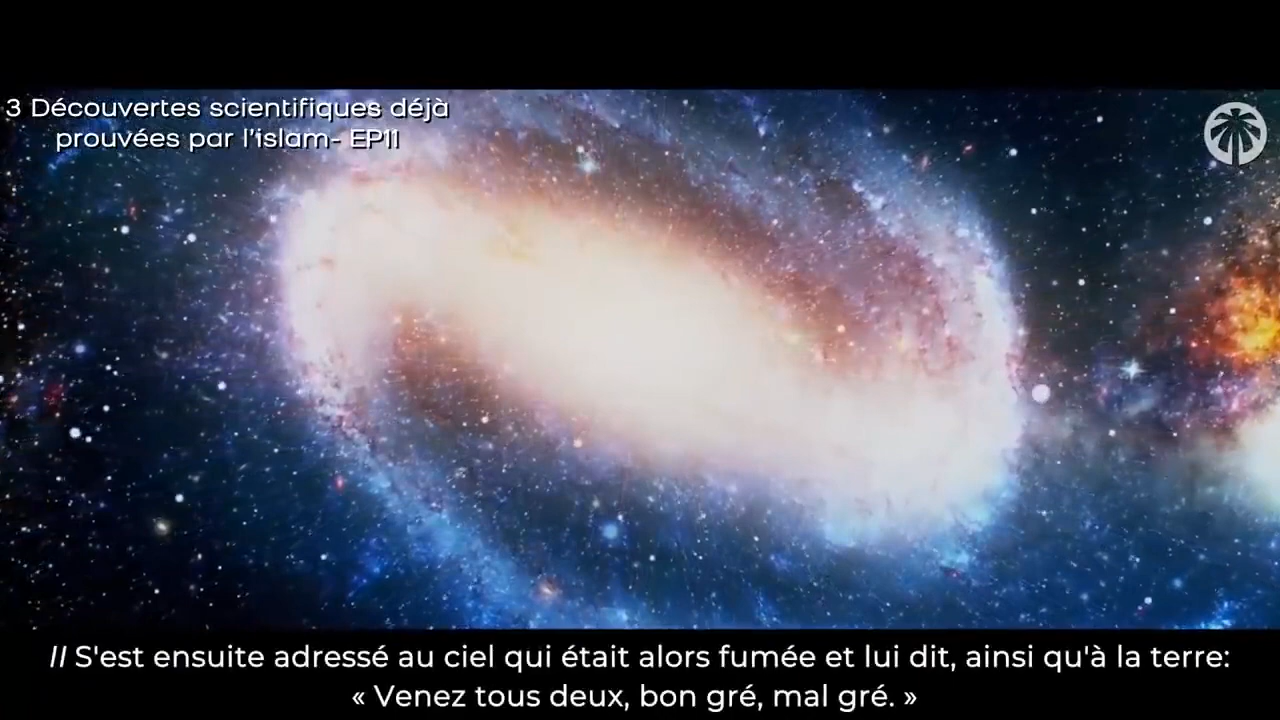 3 Découvertes scientifiques déjà
prouvées par l'islam- EP11
Il S'est ensuite adressé au ciel qui était alors fumée et lui dit, ainsi qu'à la terre:
« Venez tous deux, bon gré, mal gré. »